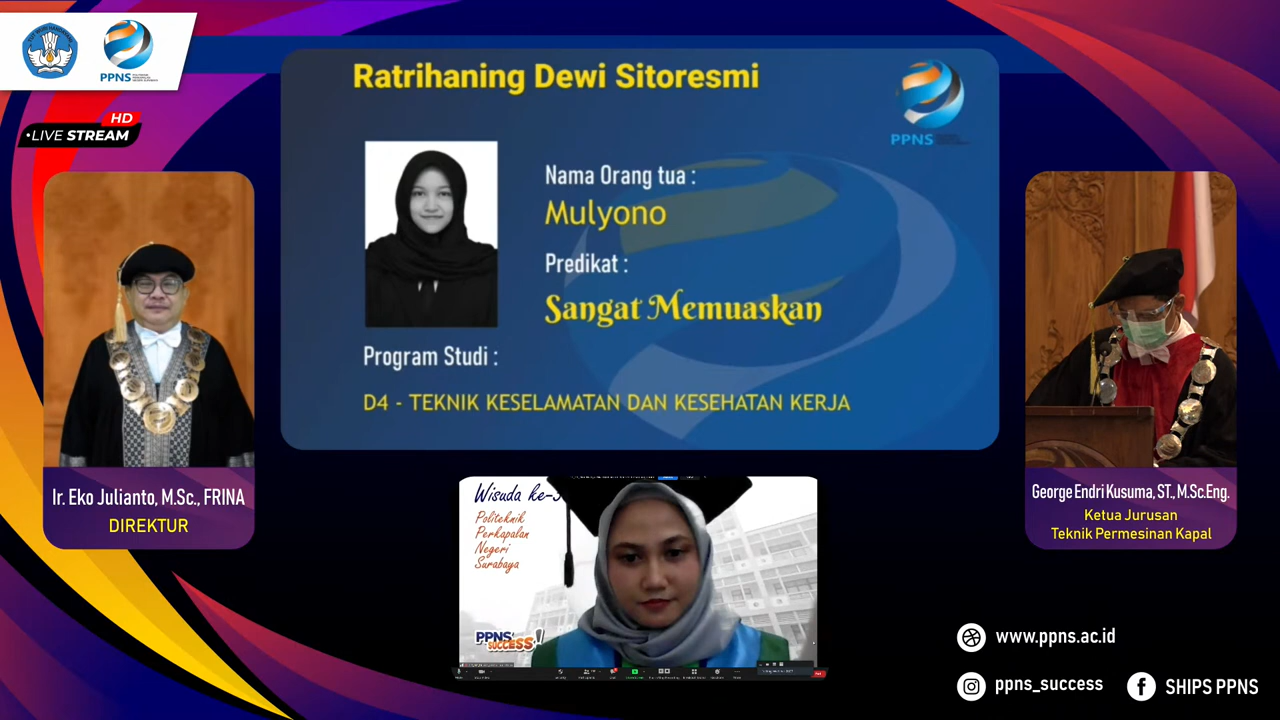 PPNS
HD
•LIVE STREAM
Ratrihaning Dewi Sitoresmi
PPNS
Nama Orang tua :
Mulyono
Predikat :
Sangat Memuaskan
Program Studi :
D4 - TEKNIK KESELAMATAN DAN KESEHATAN KERJA
Ir. Eko Julianto, M.Sc., FRINA
DIREKTUR
George Endri Kusuma, ST., M.Sc.Eng.
Ketua Jurusan
Teknik Permesinan Kapal
Wisuda ke-3
Politeknik
Perkapalan
Negeri
Surabaya
PPNS
SUCCESS!
www.ppns.ac.id
ppns_success
SHIPS PPNS